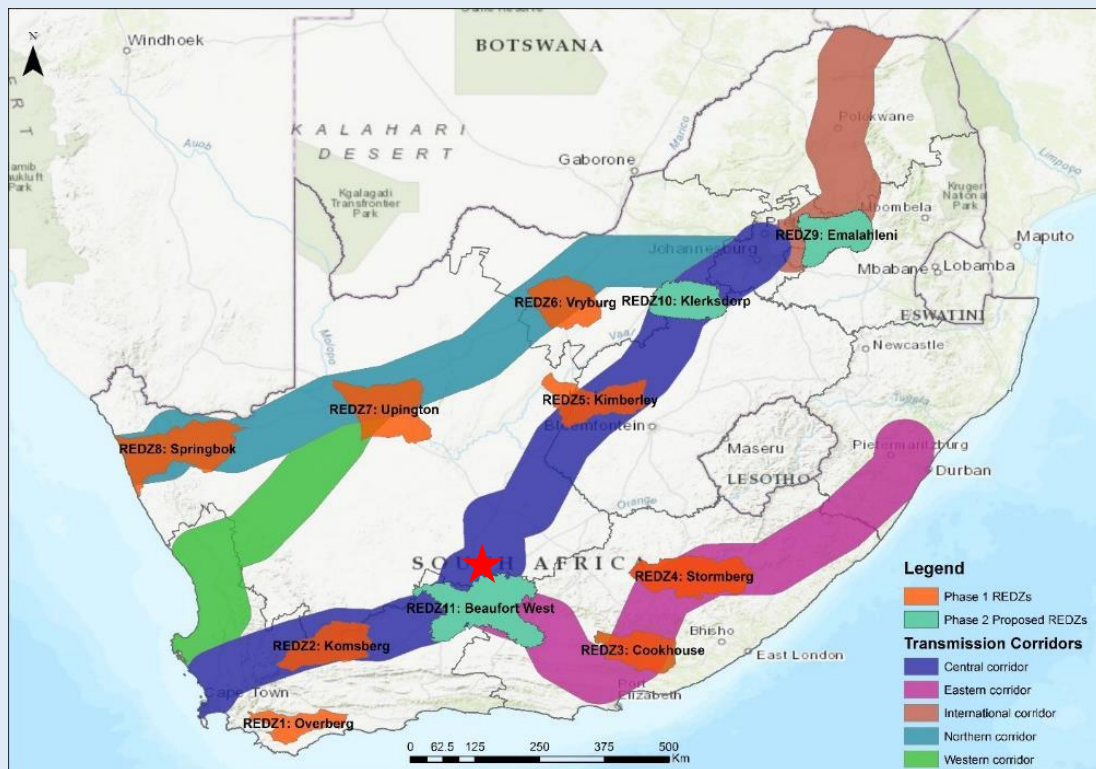 N
Windhoek
BOTSWANA
KALAHARI
DESERT
Auob
Kgalagadi
Transfrontier
Park
Gaborone
Marico
Polokwane
Limpopo
Kruger
National
Park
Mbombela
REDZ9: Emalahleni
Johannesburg
Maputo
Mbabane
Lobamba
ESWATINI
Newcastle
REDZ6: Vryburg
REDZ10: Klerksdorp
Vaal
Molopo
REDZ7: Upington
REDZ5: Kimberley
Bloemfontein
REDZ8: Springbok
Maseru
LESOTHO
Tugela
Pietermaritzburg
Durban
Orange
SOUTH AFRICA
REDZ4: Stormberg
REDZ11: Beaufort West
REDZ2: Komsberg
REDZ3: Cookhouse
Bhisho
East London
Port
Elizabeth
Cape Town
REDZ1: Overberg
Legend
Phase 1 REDZs
Phase 2 Proposed REDZs
Transmission Corridors
Central corridor
Eastern corridor
International corridor
Northern corridor
Western corridor
0 62.5 125 250 375 500
Km